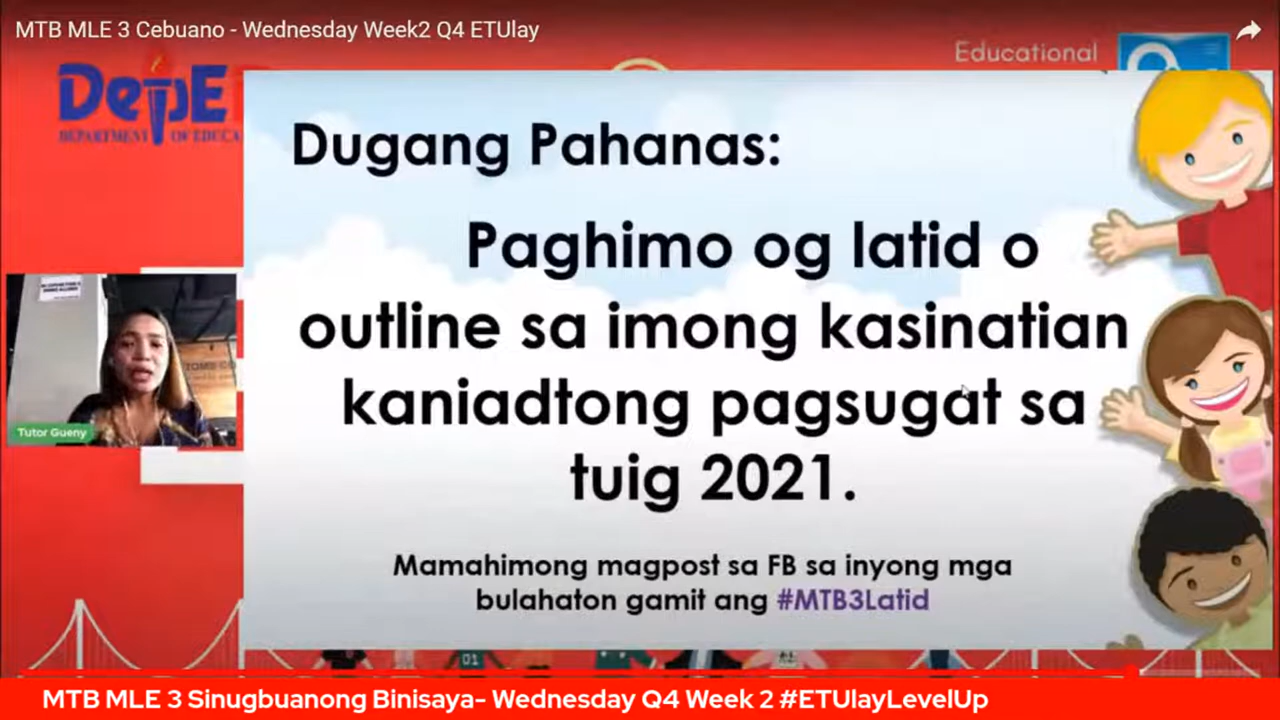 MTB MLE 3 Cebuano - Wednesday Week2 Q4 ETUlay
Educational
DepE
DEPARTMENT OF EDUCA
Dugang Pahanas:
Paghimo og latid o
outline sa imong kasinatian
kaniadtong pagsugat sa
tuig 2021.
Mamahimong magpost sa FB sa inyong mga
bulahaton gamit ang #MTB3Latid
Tutor Gueny
01
MTB MLE 3 Sinugbuanong Binisaya- Wednesday Q4 Week 2 #ETUlayLevelUp